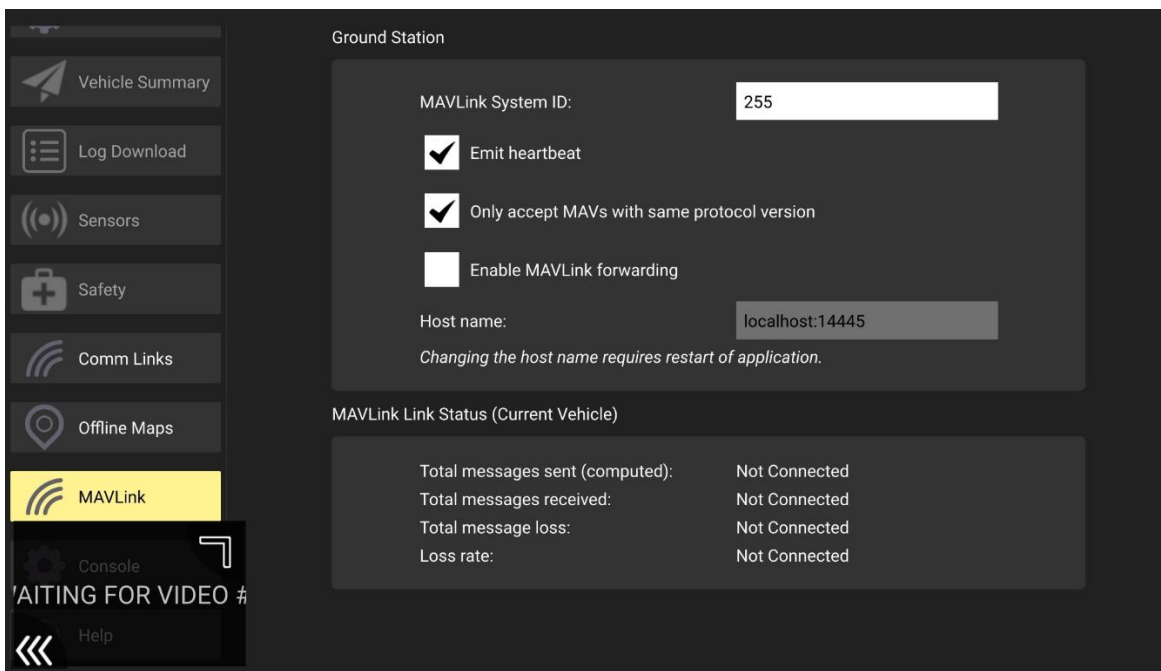 Ground Station
Vehicle Summary
MAVLink System ID: 255
Emit heartbeat
Log Download
Only accept MAVs with same protocol version
Sensors
Enable MAVLink forwarding
Safety
Host name: localhost:14445
Changing the host name requires restart of application.
Comm Links
MAVLink Link Status (Current Vehicle)
Offline Maps
Total messages sent (computed): Not Connected
MAVLink
Total messages received: Not Connected
Total message loss: Not Connected
Loss rate: Not Connected
Console
AITING FOR VIDEO #
Help